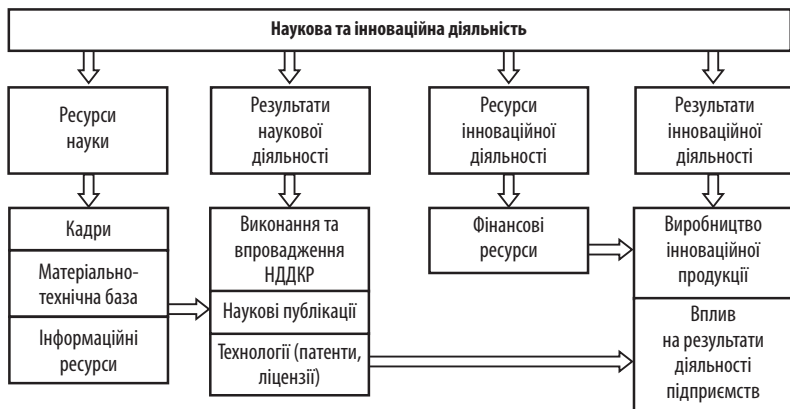 Наукова та інноваційна діяльність
Ресурси
науки
Результати
наукової
діяльності
Ресурси
інноваційної
діяльності
Результати
інноваційної
діяльності
Кадри
Матеріально-
технічна база
Інформаційні
ресурси
Виконання та
впровадження
НДДКР
Наукові публікації
Технології (патенти,
ліцензії)
Фінансові
ресурси
Виробництво
інноваційної
продукції
Вплив
на результати
діяльності
підприємств